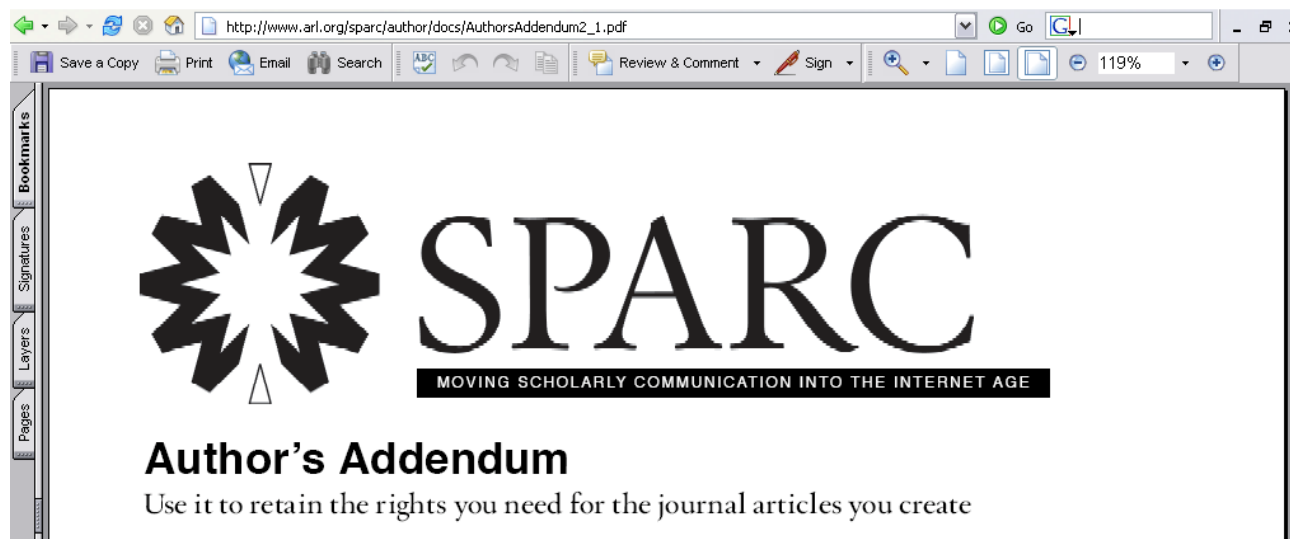 http://www.arl.org/sparc/author/docs/AuthorsAddendum2_1.pdf Go G
Save a Copy Print Email Search ABC Review & Comment Sign 119%
Bookmarks
Signatures
Layers
Pages
SPARC
MOVING SCHOLARLY COMMUNICATION INTO THE INTERNET AGE
Author's Addendum
Use it to retain the rights you need for the journal articles you create